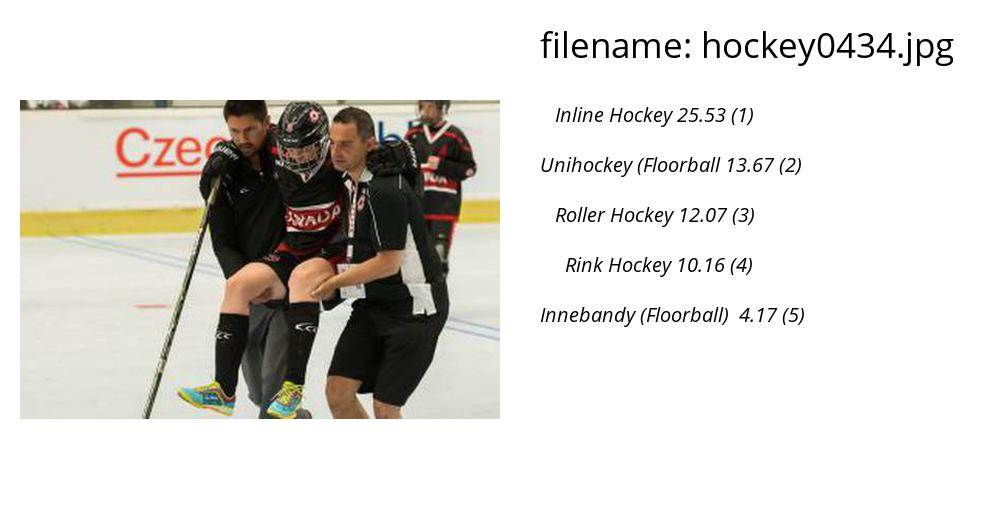 filename: hockey0434.jpg
Inline Hockey 25.53 (1)
Unihockey (Floorball 13.67 (2)
Roller Hockey 12.07 (3)
Rink Hockey 10.16 (4)
Innebandy (Floorball)  4.17 (5)
Czec
CANADA